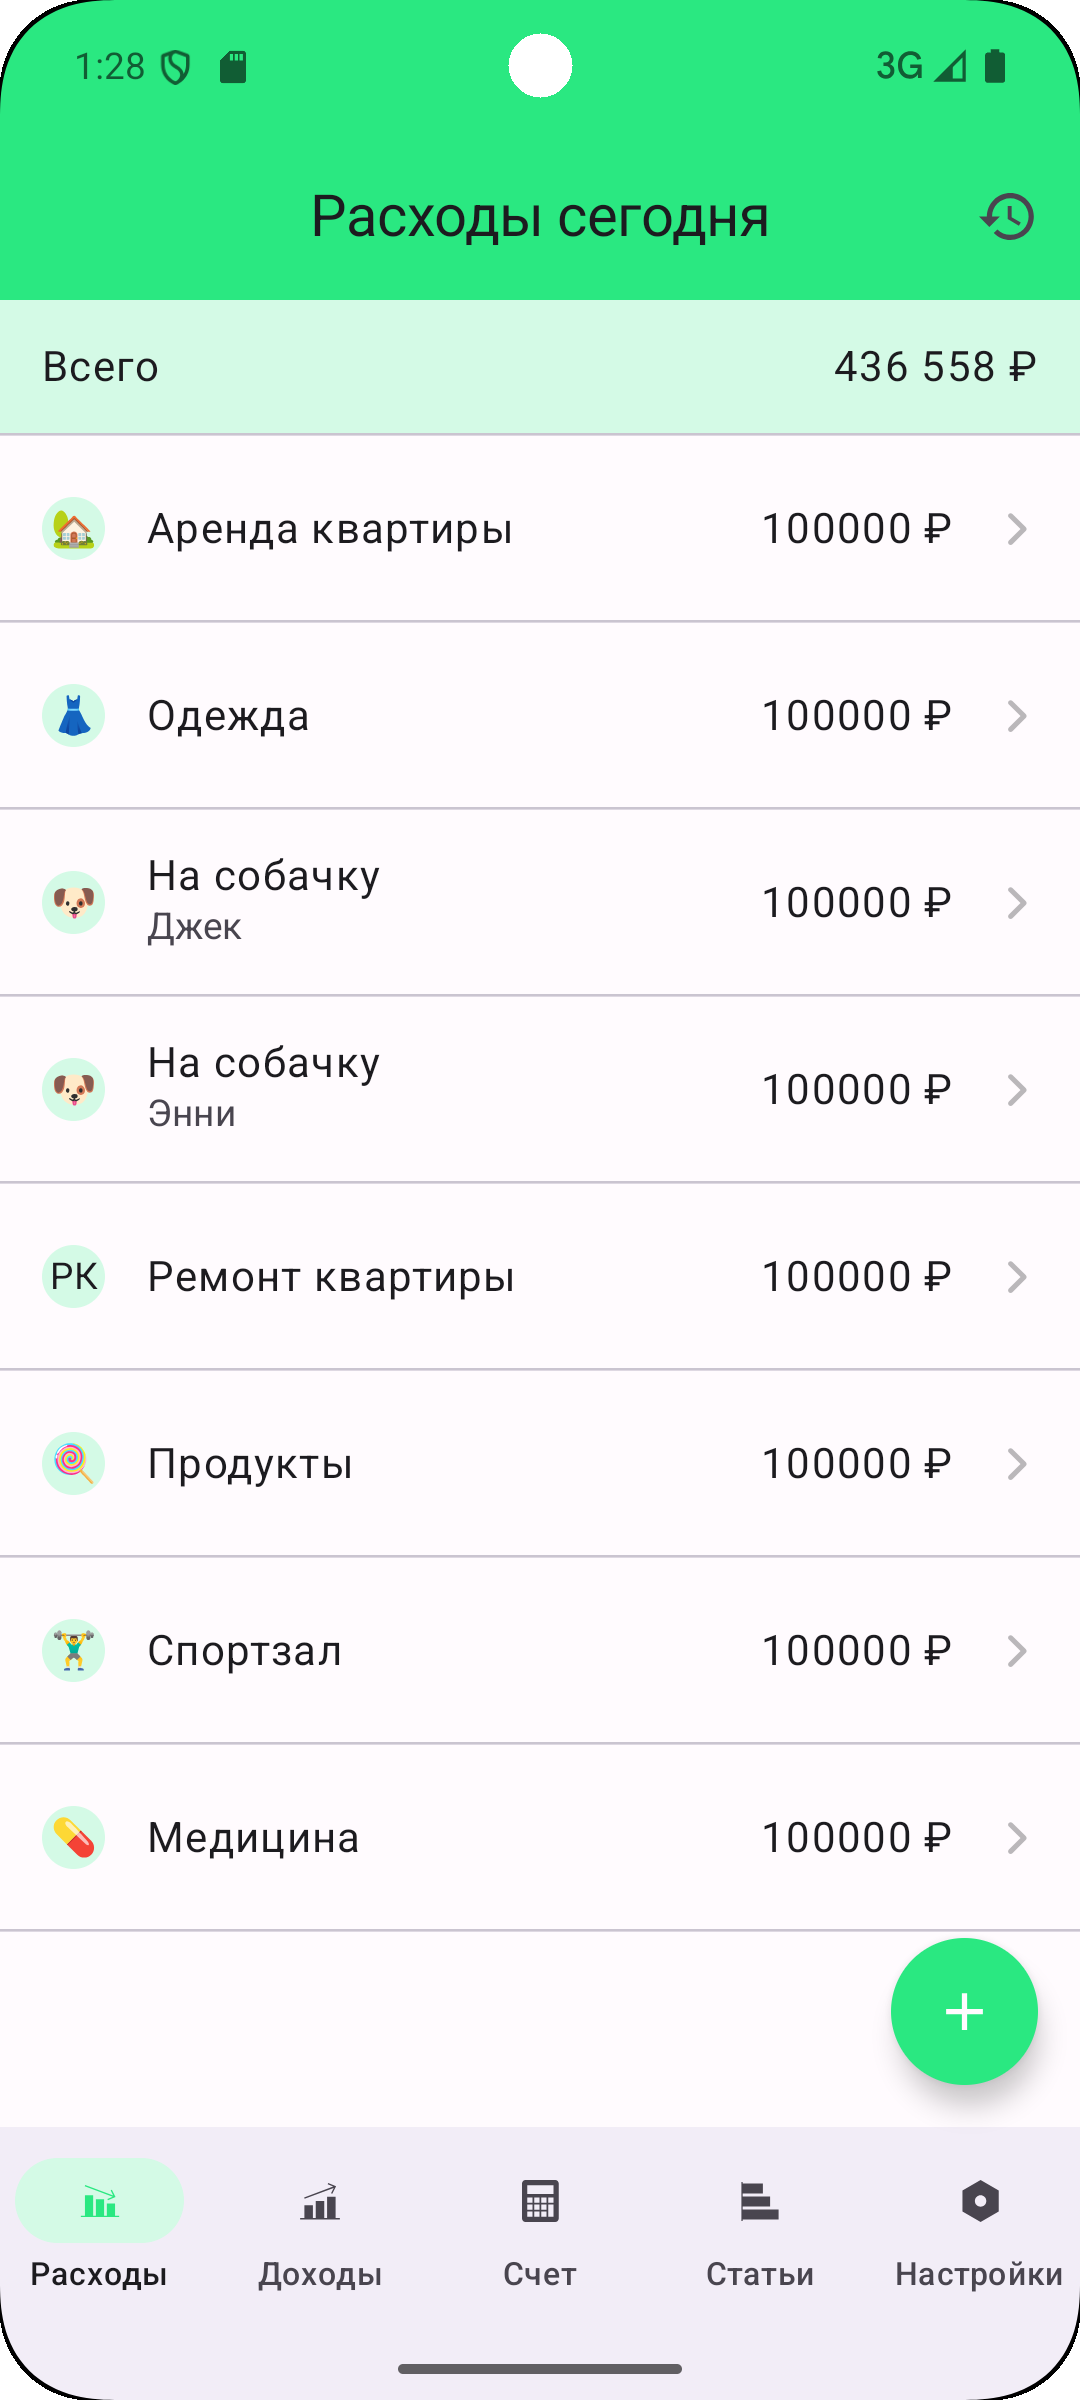 1:28
3G
Расходы сегодня
Всего
436 558 ₽
Аренда квартиры
100000 ₽
Одежда
100000 ₽
На собачку
Джек
100000 ₽
На собачку
Энни
100000 ₽
РК
Ремонт квартиры
100000 ₽
Продукты
100000 ₽
Спортзал
100000 ₽
Медицина
100000 ₽
Расходы
Доходы
Счет
Статьи
Настройки